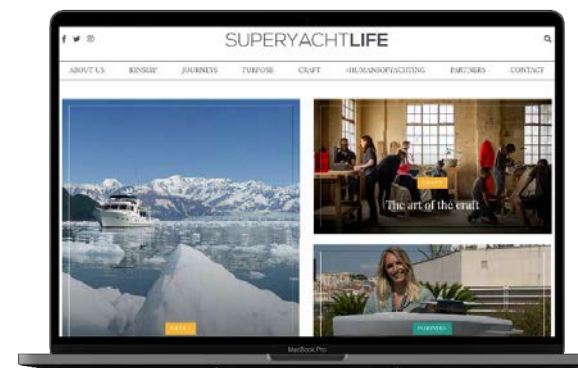 SUPERYACHTLIFE
ABOUT US KINSHIP JOURNEYS PURPOSE CRAFT #HUMANSOFYACHTING PARTNERS CONTACT
CRAFT
The art of the craft
PURPOSE
MacBook Pro